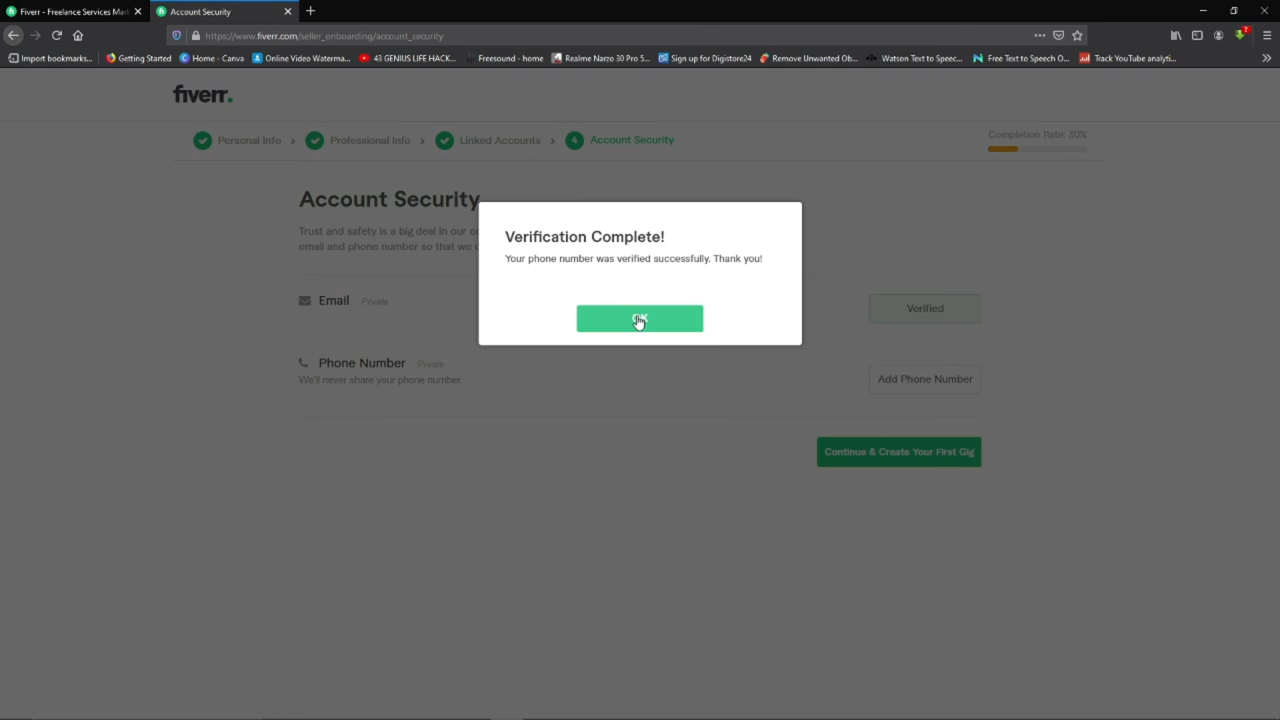 Fiverr - Freelance Services Mar
Account Security
https://www.fiverr.com/seller_onboarding/account_security
Import bookmarks...
Getting Started
Home - Canva
Online Video Waterma...
43 GENIUS LIFE HACK...
Freesound - home
Realme Narzo 30 Pro 5...
Sign up for Digistore24
Remove Unwanted Ob...
Watson Text to Speec...
Free Text to Speech O...
Track YouTube analyti...
fiverr.
Personal Info
Professional Info
Linked Accounts
4 Account Security
Completion Rate: 30%
Account Security
Trust and safety is a big deal in our
email and phone number so that we
Verification Complete!
Your phone number was verified successfully. Thank you!
OK
Email Private
Verified
Phone Number Private
We'll never share your phone number
Add Phone Number
Continue & Create Your First Gig